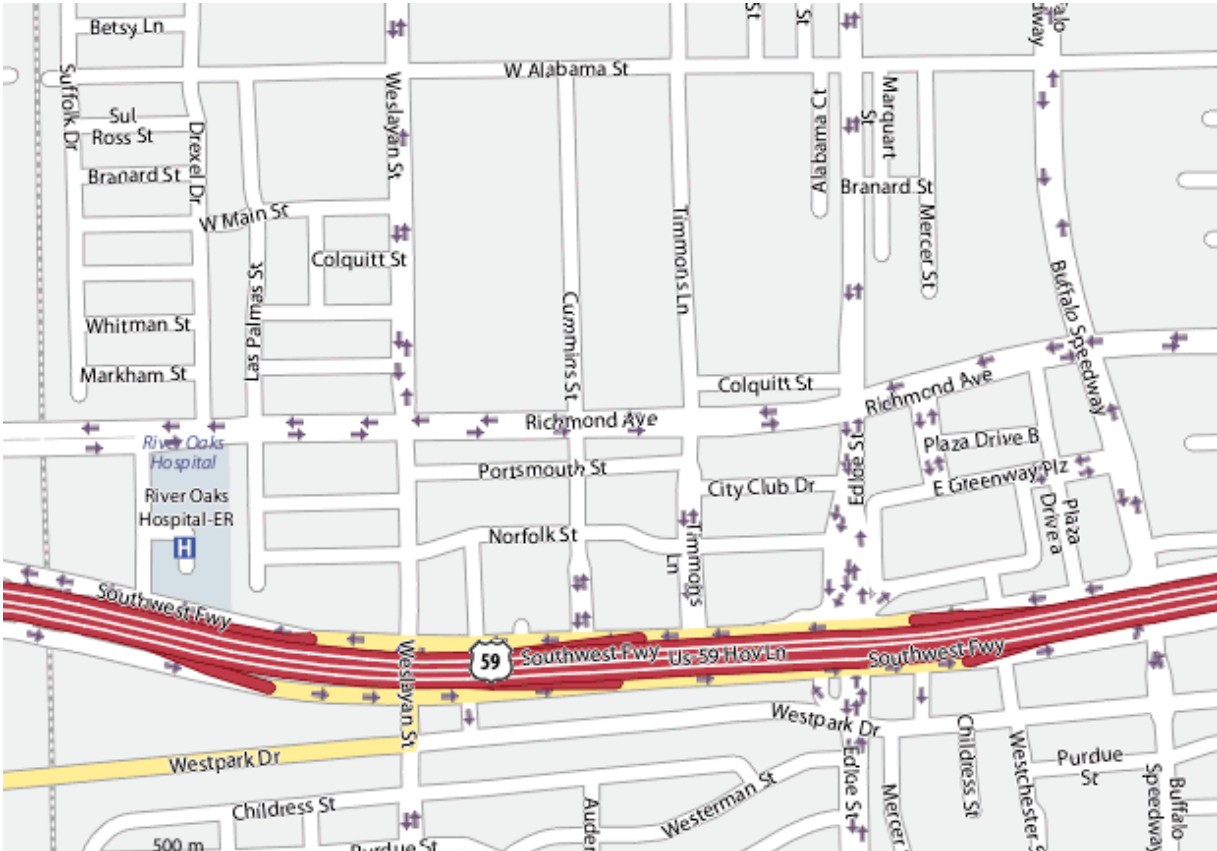 Betsy Ln
St
St
Buffalo
Speedway
W Alabama St
Suffolk Dr
Sul
Ross St
Drexel Dr
Weslayan St
Alabama Ct
Marquart
St
Branard St
Branard St
W Main St
Mercer St
Timmons Ln
Colquitt St
Las Palmas St
Cummins St
Buffalo Speedway
Whitman St
Markham St
Colquitt St
Richmond Ave
Richmond Ave
River Oaks
Hospital
Edloe St
Plaza Drive B
Portsmouth St
City Club Dr
E Greenway Plz
River Oaks
Hospital-ER
H
Norfolk St
Timmons
Ln
Plaza
Drive a
Southwest Fwy
59
Southwest Fwy
Us-59 Hov Ln
Southwest Fwy
Weslayan St
Westpark Dr
Westpark Dr
Edloe St
Childress St
Westchester S
Purdue
St
Buffalo
Speedway
Childress St
Auden
Westerman St
Mercer
500 m
Purdue St